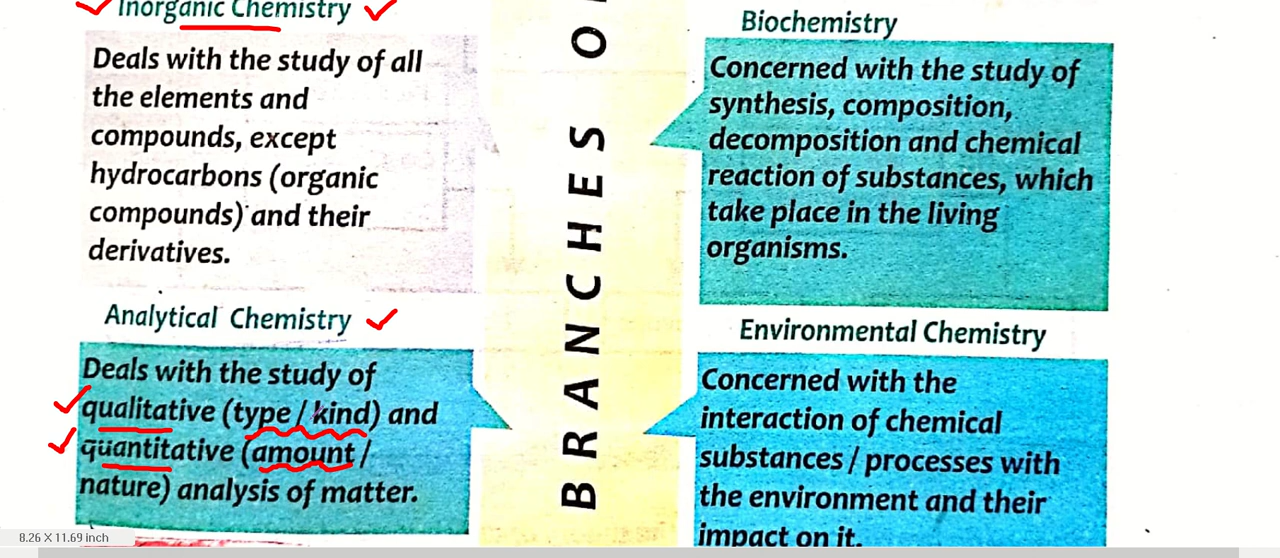 Inorganic Chemistry
Deals with the study of all
the elements and
compounds, except
hydrocarbons (organic
compounds) and their
derivatives.
Analytical Chemistry
Deals with the study of
qualitative (type / kind) and
quantitative (amount /
nature) analysis of matter.
BRANCHES O
Biochemistry
Concerned with the study of
synthesis, composition,
decomposition and chemical
reaction of substances, which
take place in the living
organisms.
Environmental Chemistry
Concerned with the
interaction of chemical
substances / processes with
the environment and their
impact on it.
8.26 X 11.69 inch